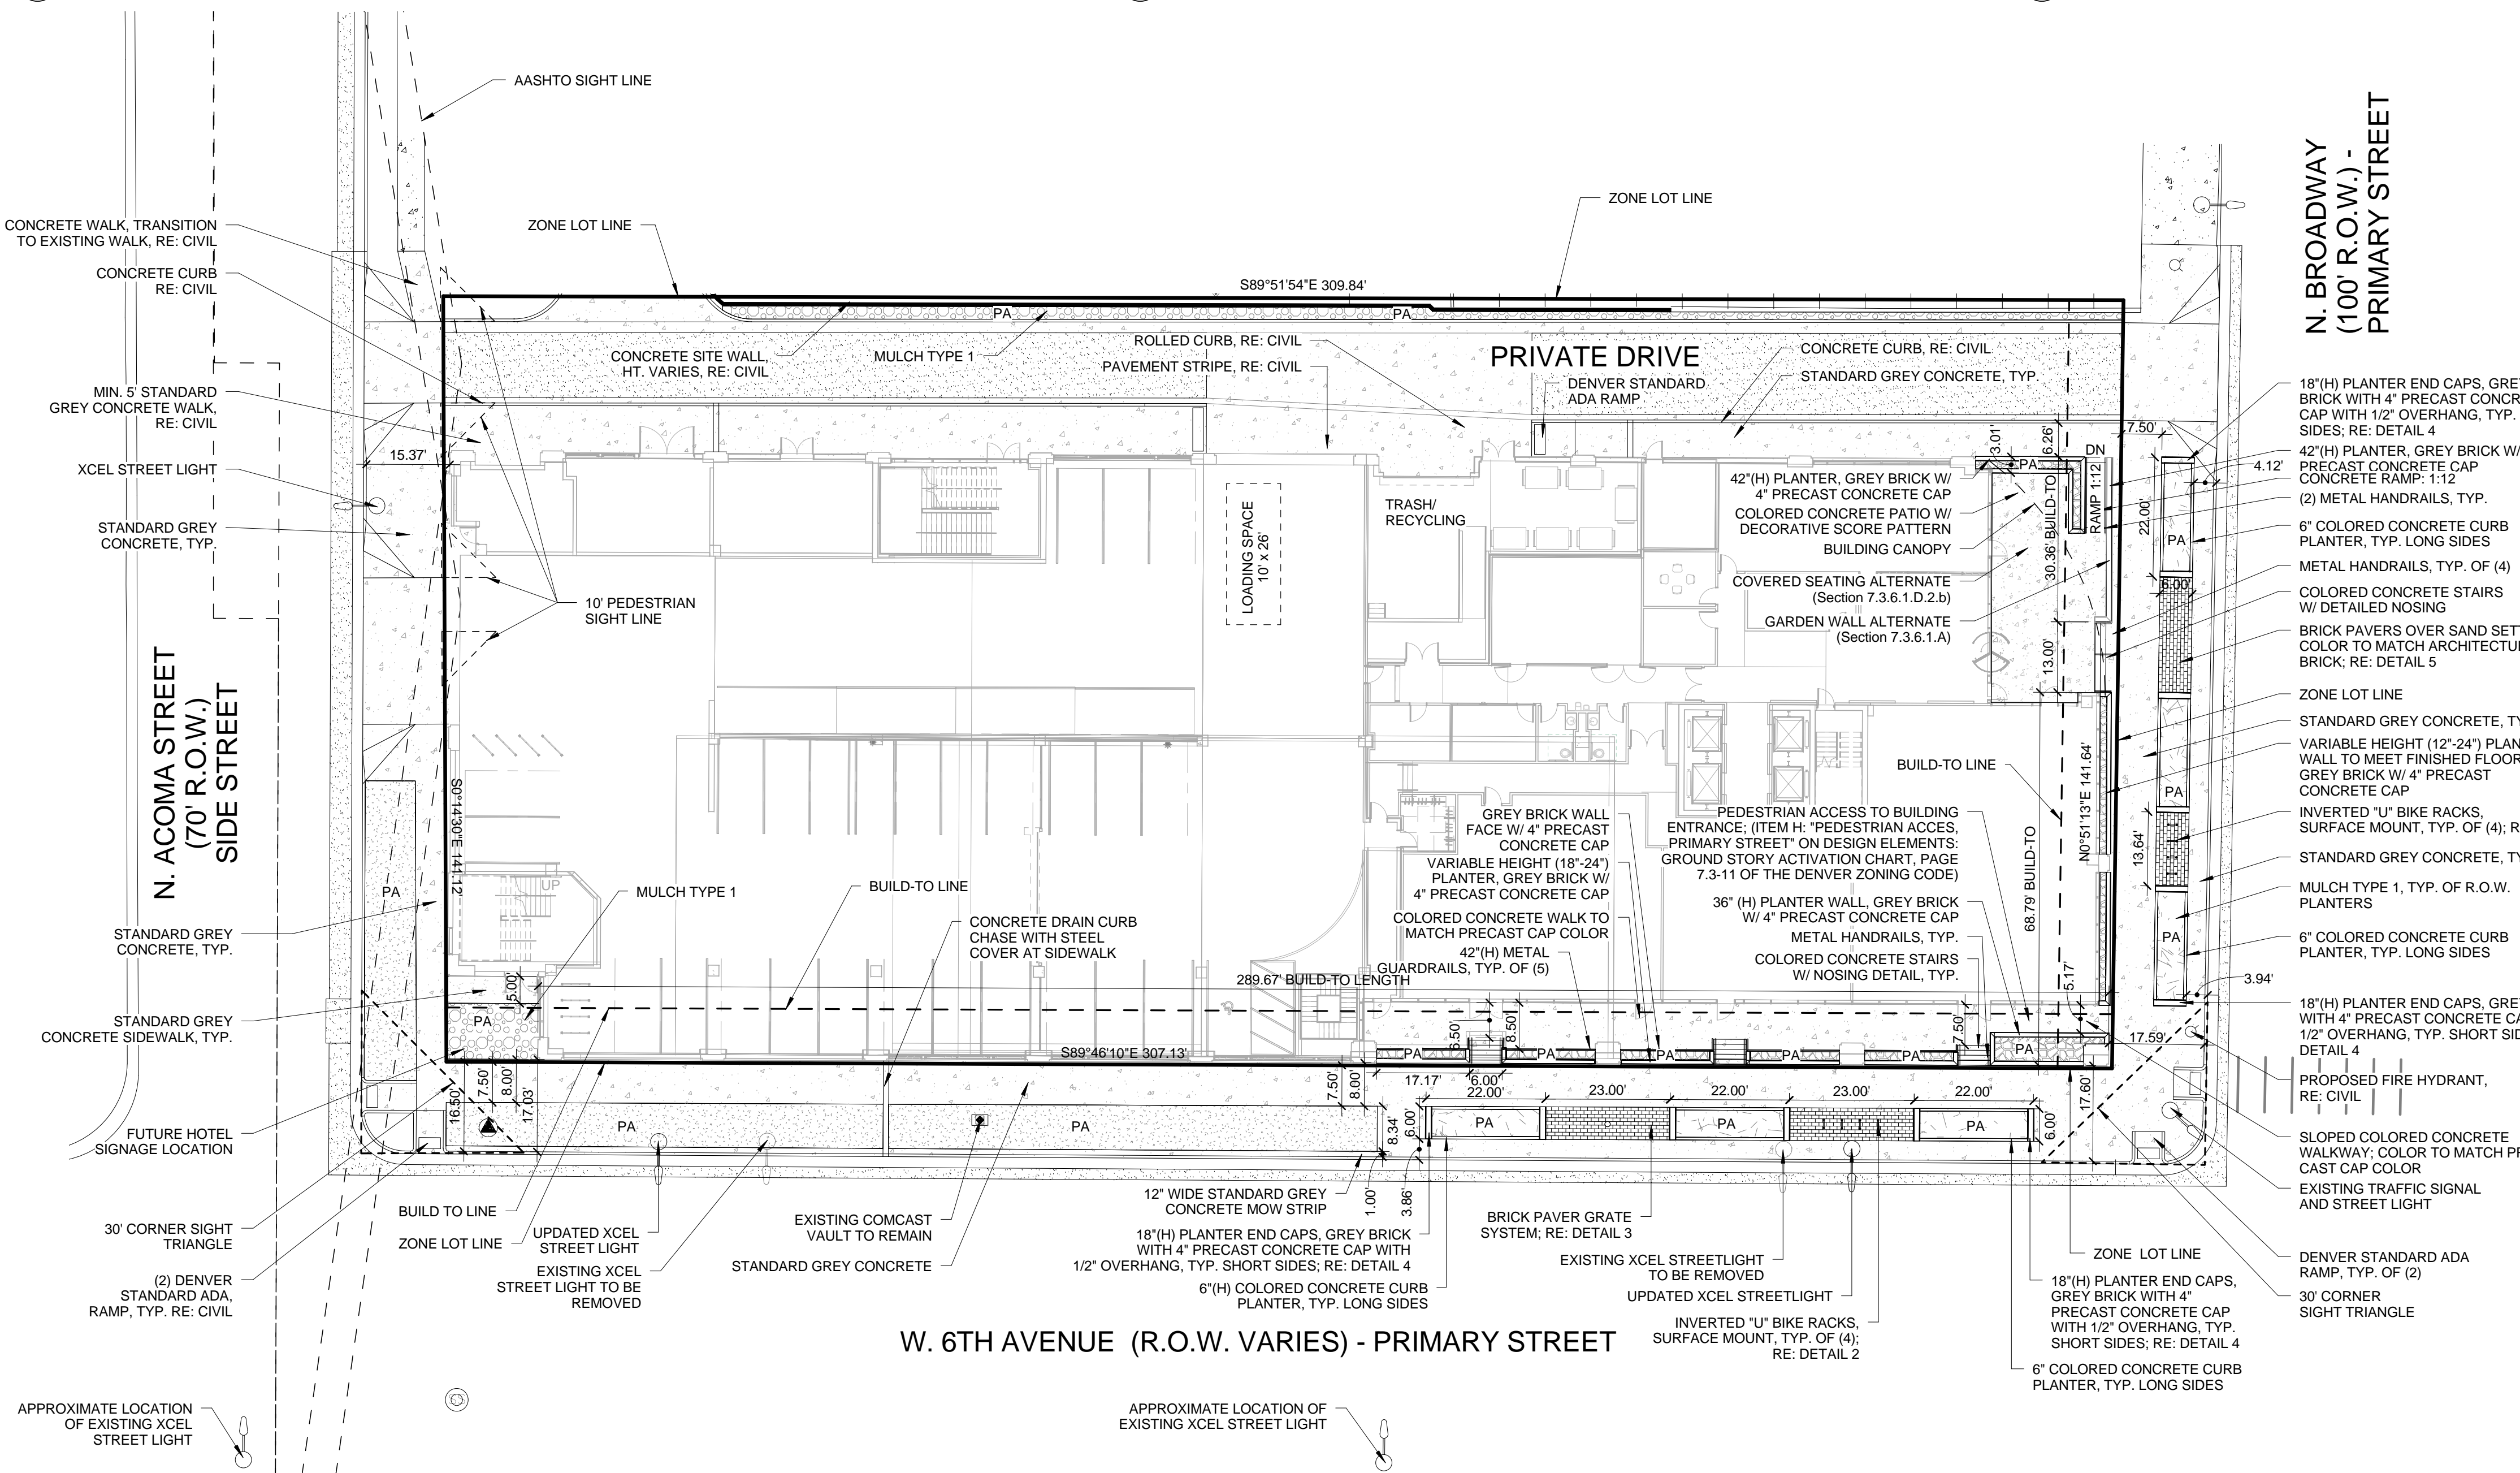 AASHTO SIGHT LINE
CONCRETE WALK, TRANSITION
TO EXISTING WALK, RE: CIVIL
CONCRETE CURB
RE: CIVIL
MIN. 5' STANDARD
GREY CONCRETE WALK,
RE: CIVIL
XCEL STREET LIGHT
STANDARD GREY
CONCRETE, TYP.
N. ACOMA STREET
(70' R.O.W.)
SIDE STREET
STANDARD GREY
CONCRETE, TYP.
STANDARD GREY
CONCRETE SIDEWALK, TYP.
FUTURE HOTEL
SIGNAGE LOCATION
30' CORNER SIGHT
TRIANGLE
(2) DENVER
STANDARD ADA,
RAMP, TYP. RE: CIVIL
APPROXIMATE LOCATION
OF EXISTING XCEL
STREET LIGHT
ZONE LOT LINE
ZONE LOT LINE
S89°51'54"E 309.84'
PA
PA
CONCRETE SITE WALL,
HT. VARIES, RE: CIVIL
MULCH TYPE 1
ROLLED CURB, RE: CIVIL
PAVEMENT STRIPE, RE: CIVIL
PRIVATE DRIVE
DENVER STANDARD
ADA RAMP
CONCRETE CURB, RE: CIVIL
STANDARD GREY CONCRETE, TYP.
15.37'
10' PEDESTRIAN
SIGHT LINE
LOADING SPACE
10' x 26'
TRASH/
RECYCLING
42"(H) PLANTER, GREY BRICK W/
4" PRECAST CONCRETE CAP
COLORED CONCRETE PATIO W/
DECORATIVE SCORE PATTERN
BUILDING CANOPY
COVERED SEATING ALTERNATE
(Section 7.3.6.1.D.2.b)
GARDEN WALL ALTERNATE
(Section 7.3.6.1.A)
3.01'
6.26'
DN
PA
RAMP 1:12
30.36' BUILD-TO
13.00'
7.50'
4.12'
22.00'
PA
6.00'
BUILD-TO LINE
N0°51'13"E 141.64'
68.79' BUILD-TO
PA
13.64'
PA
3.94'
S0°14'30"E 141.12'
PA
UP
MULCH TYPE 1
BUILD-TO LINE
CONCRETE DRAIN CURB
CHASE WITH STEEL
COVER AT SIDEWALK
GREY BRICK WALL
FACE W/ 4" PRECAST
CONCRETE CAP
VARIABLE HEIGHT (18"-24")
PLANTER, GREY BRICK W/
4" PRECAST CONCRETE CAP
COLORED CONCRETE WALK TO
MATCH PRECAST CAP COLOR
42"(H) METAL
GUARDRAILS, TYP. OF (5)
289.67' BUILD-TO LENGTH
PEDESTRIAN ACCESS TO BUILDING
ENTRANCE; (ITEM H: "PEDESTRIAN ACCES,
PRIMARY STREET" ON DESIGN ELEMENTS:
GROUND STORY ACTIVATION CHART, PAGE
7.3-11 OF THE DENVER ZONING CODE)
36" (H) PLANTER WALL, GREY BRICK
W/ 4" PRECAST CONCRETE CAP
METAL HANDRAILS, TYP.
COLORED CONCRETE STAIRS
W/ NOSING DETAIL, TYP.
5.00'
PA
6.50'
8.50'
7.50'
5.17'
17.59'
S89°46'10"E 307.13'
PA
PA
PA
PA
PA
PA
16.50'
7.50'
8.00'
17.03'
7.50'
8.00'
17.17'
6.00'
22.00'
23.00'
22.00'
23.00'
22.00'
17.60'
PA
PA
8.34'
6.00'
PA
PA
PA
6.00'
1.00'
3.86'
BUILD TO LINE
ZONE LOT LINE
UPDATED XCEL
STREET LIGHT
EXISTING XCEL
STREET LIGHT TO BE
REMOVED
EXISTING COMCAST
VAULT TO REMAIN
STANDARD GREY CONCRETE
12" WIDE STANDARD GREY
CONCRETE MOW STRIP
18"(H) PLANTER END CAPS, GREY BRICK
WITH 4" PRECAST CONCRETE CAP WITH
1/2" OVERHANG, TYP. SHORT SIDES; RE: DETAIL 4
6"(H) COLORED CONCRETE CURB
PLANTER, TYP. LONG SIDES
BRICK PAVER GRATE
SYSTEM; RE: DETAIL 3
EXISTING XCEL STREETLIGHT
TO BE REMOVED
UPDATED XCEL STREETLIGHT
INVERTED "U" BIKE RACKS,
SURFACE MOUNT, TYP. OF (4);
RE: DETAIL 2
ZONE LOT LINE
18"(H) PLANTER END CAPS,
GREY BRICK WITH 4"
PRECAST CONCRETE CAP
WITH 1/2" OVERHANG, TYP.
SHORT SIDES; RE: DETAIL 4
6" COLORED CONCRETE CURB
PLANTER, TYP. LONG SIDES
W. 6TH AVENUE (R.O.W. VARIES) - PRIMARY STREET
APPROXIMATE LOCATION OF
EXISTING XCEL STREET LIGHT
N. BROADWAY
(100' R.O.W.) -
PRIMARY STREET
18"(H) PLANTER END CAPS, GRE
BRICK WITH 4" PRECAST CONCR
CAP WITH 1/2" OVERHANG, TYP.
SIDES; RE: DETAIL 4
42"(H) PLANTER, GREY BRICK W/
PRECAST CONCRETE CAP
CONCRETE RAMP: 1:12
(2) METAL HANDRAILS, TYP.
6" COLORED CONCRETE CURB
PLANTER, TYP. LONG SIDES
METAL HANDRAILS, TYP. OF (4)
COLORED CONCRETE STAIRS
W/ DETAILED NOSING
BRICK PAVERS OVER SAND SET
COLOR TO MATCH ARCHITECTU
BRICK; RE: DETAIL 5
ZONE LOT LINE
STANDARD GREY CONCRETE, TY
VARIABLE HEIGHT (12"-24") PLAN
WALL TO MEET FINISHED FLOOR
GREY BRICK W/ 4" PRECAST
CONCRETE CAP
INVERTED "U" BIKE RACKS,
SURFACE MOUNT, TYP. OF (4); R
STANDARD GREY CONCRETE, TY
MULCH TYPE 1, TYP. OF R.O.W.
PLANTERS
6" COLORED CONCRETE CURB
PLANTER, TYP. LONG SIDES
18"(H) PLANTER END CAPS, GRE
WITH 4" PRECAST CONCRETE CA
1/2" OVERHANG, TYP. SHORT SID
DETAIL 4
PROPOSED FIRE HYDRANT,
RE: CIVIL
SLOPED COLORED CONCRETE
WALKWAY; COLOR TO MATCH P
CAST CAP COLOR
EXISTING TRAFFIC SIGNAL
AND STREET LIGHT
DENVER STANDARD ADA
RAMP, TYP. OF (2)
30' CORNER
SIGHT TRIANGLE